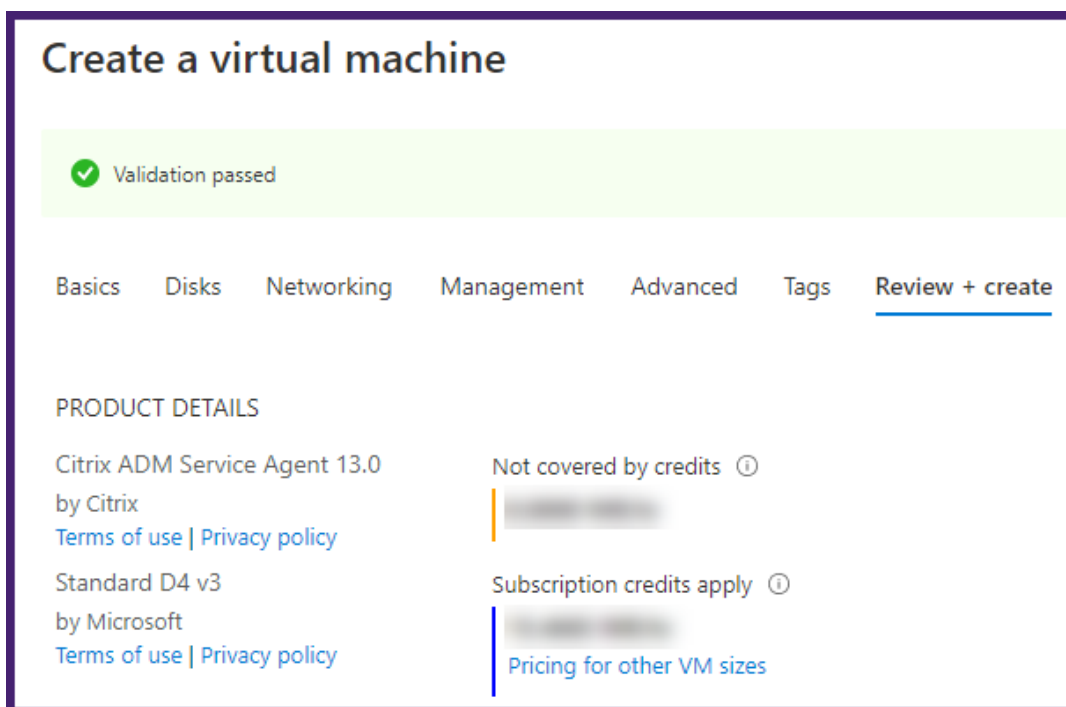 Create a virtual machine
Validation passed
Basics Disks Networking Management Advanced Tags Review + create
PRODUCT DETAILS
Citrix ADM Service Agent 13.0
by Citrix
Terms of use | Privacy policy
Not covered by credits
Standard D4 v3
by Microsoft
Terms of use | Privacy policy
Subscription credits apply
Pricing for other VM sizes